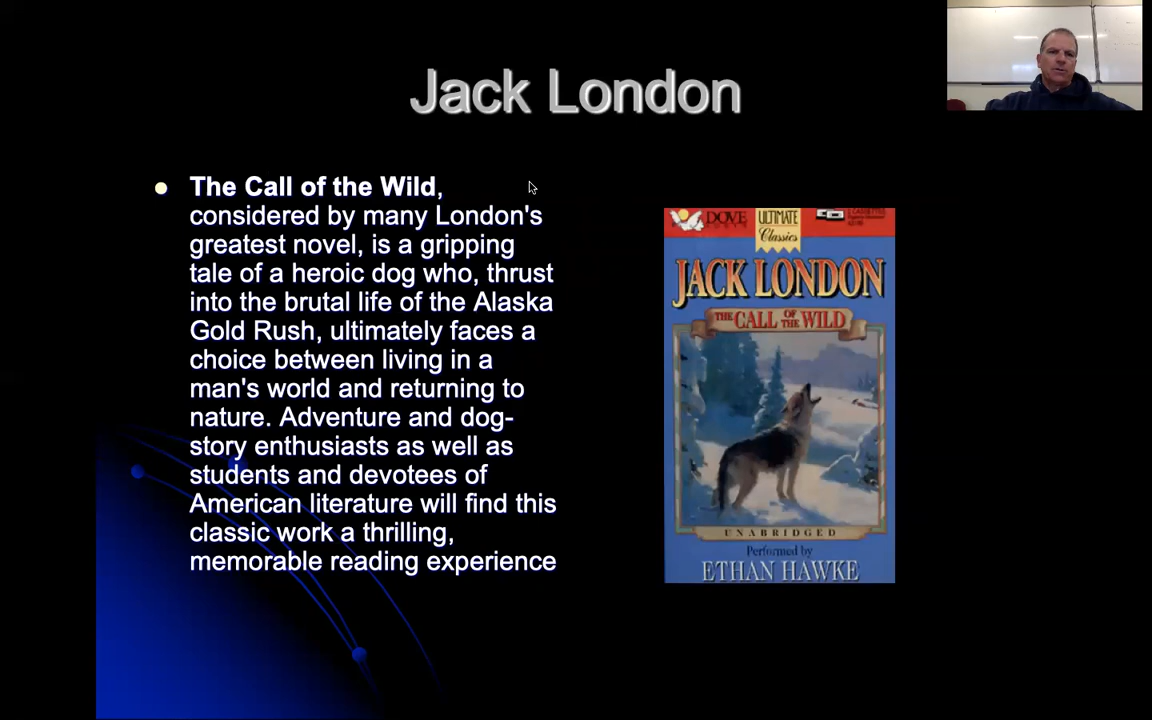 Jack London
The Call of the Wild,
considered by many London's
greatest novel, is a gripping
tale of a heroic dog who, thrust
into the brutal life of the Alaska
Gold Rush, ultimately faces a
choice between living in a
man's world and returning to
nature. Adventure and dog-
story enthusiasts as well as
students and devotees of
American literature will find this
classic work a thrilling,
memorable reading experience
DOVE
ULTIMATE
Classics
JACK LONDON
THE CALL OF THE WILD
UNABRIDGED
Performed by
ETHAN HAWKE